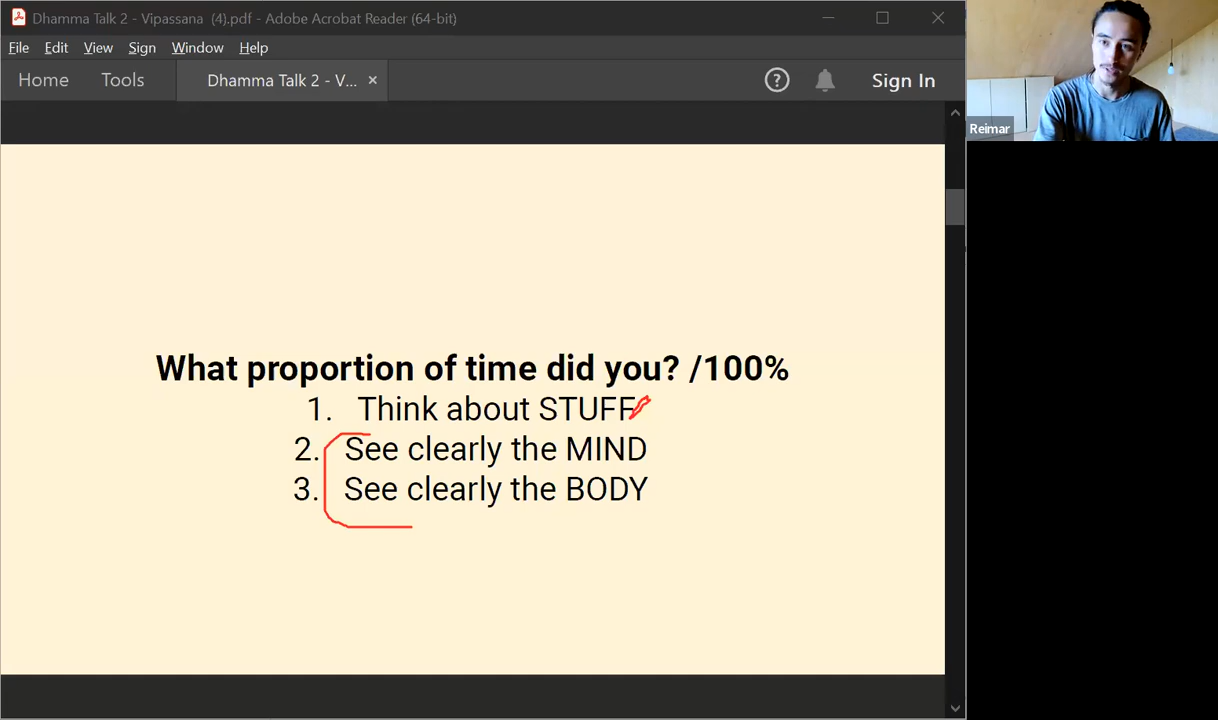 Dhamma Talk 2 - Vipassana  (4).pdf - Adobe Acrobat Reader (64-bit)
File Edit View Sign Window Help
Home Tools Dhamma Talk 2 - V... × ? Sign In
Reimar
What proportion of time did you? /100%
1. Think about STUFF
2. See clearly the MIND
3. See clearly the BODY